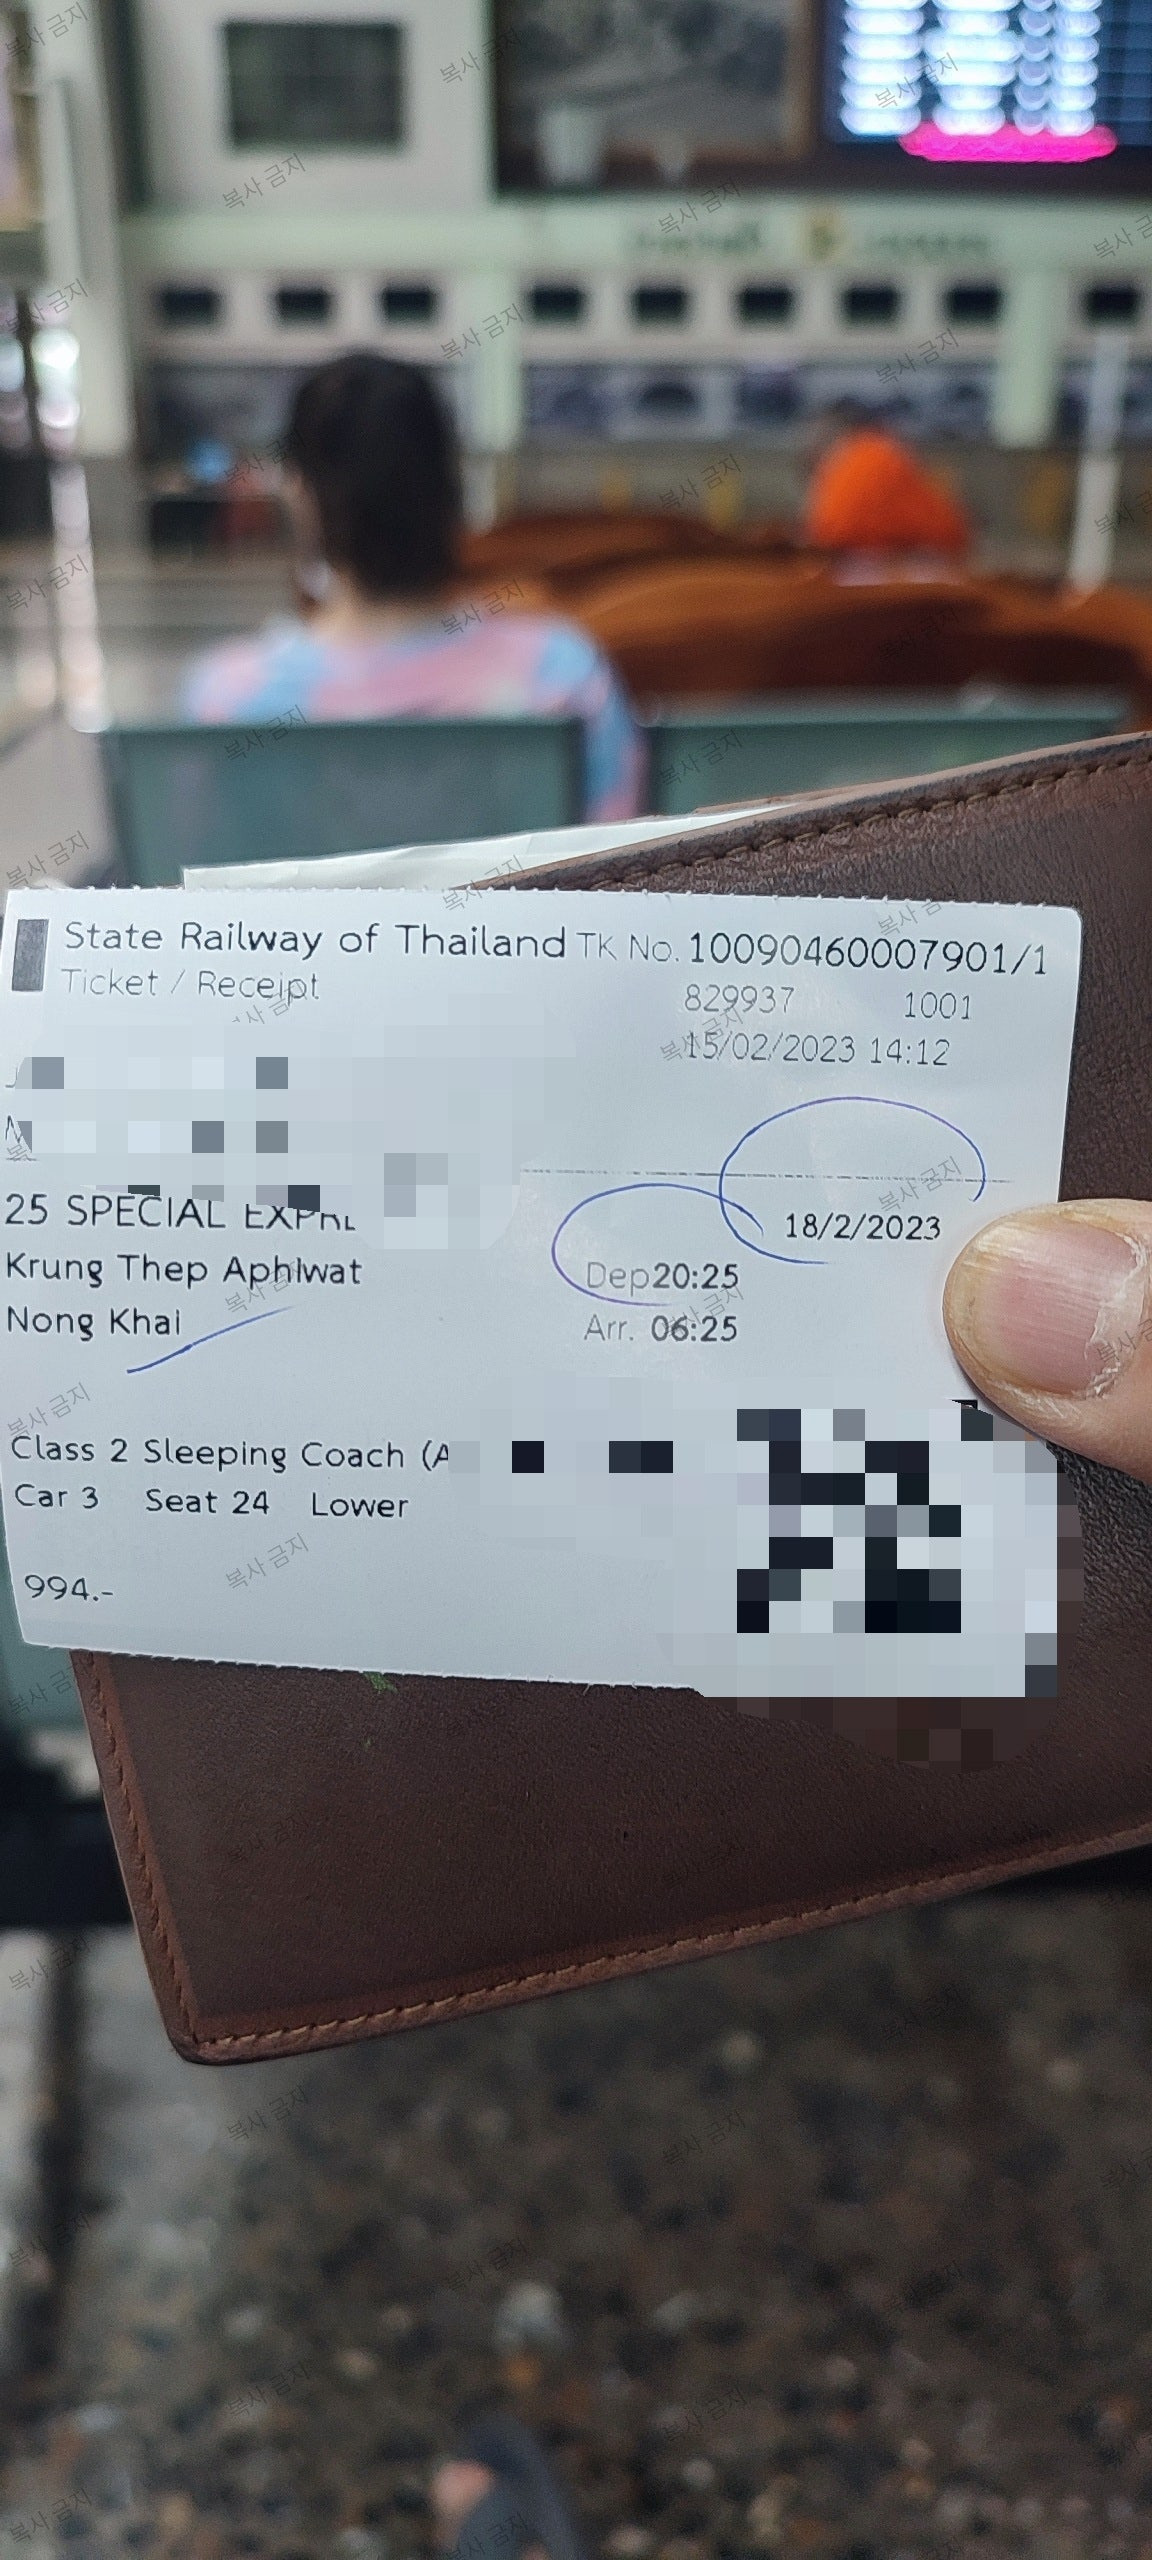 State Railway of Thailand TK No. 10090460007901/1
Ticket / Receipt 829937 1001
15/02/2023 14:12
25 SPECIAL 18/2/2023
Krung Thep Aphiwat Dep 20:25
Nong Khai Arr. 06:25
Class 2 Sleeping Coach (A
Car 3 Seat 24 Lower
994.-
복사 금지